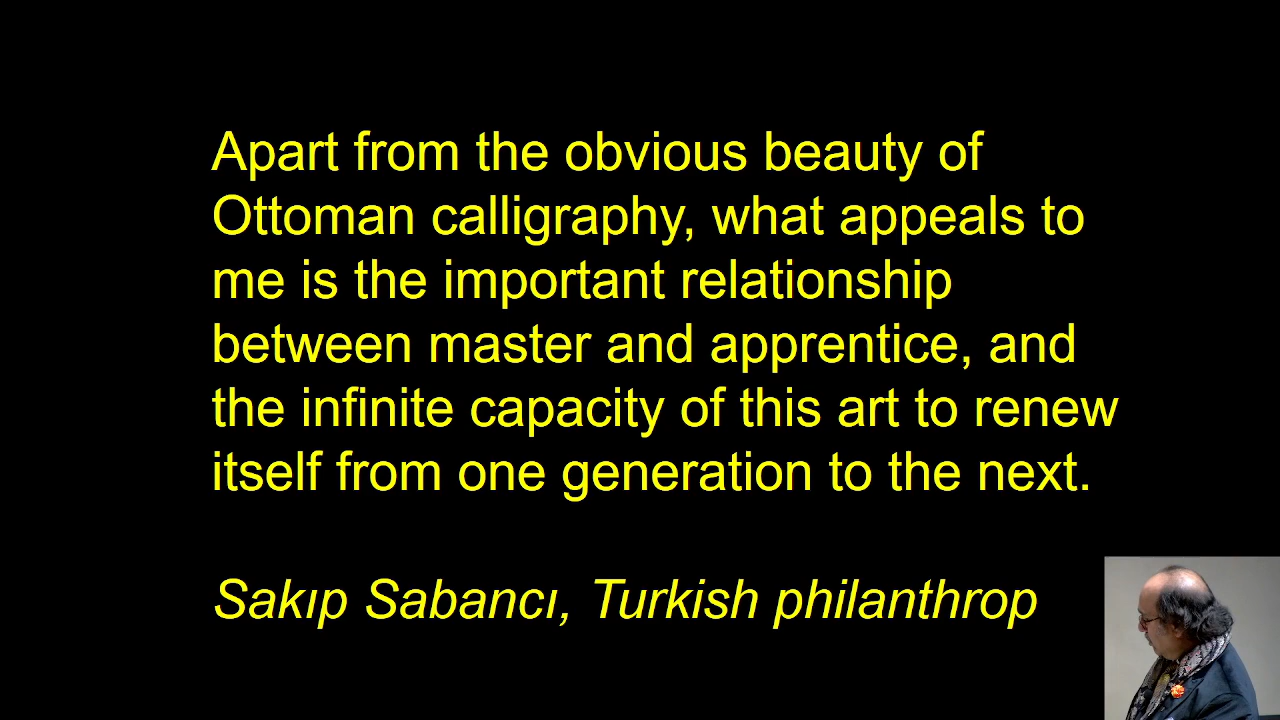 Apart from the obvious beauty of
Ottoman calligraphy, what appeals to
me is the important relationship
between master and apprentice, and
the infinite capacity of this art to renew
itself from one generation to the next.
Sakıp Sabancı, Turkish philanthrop